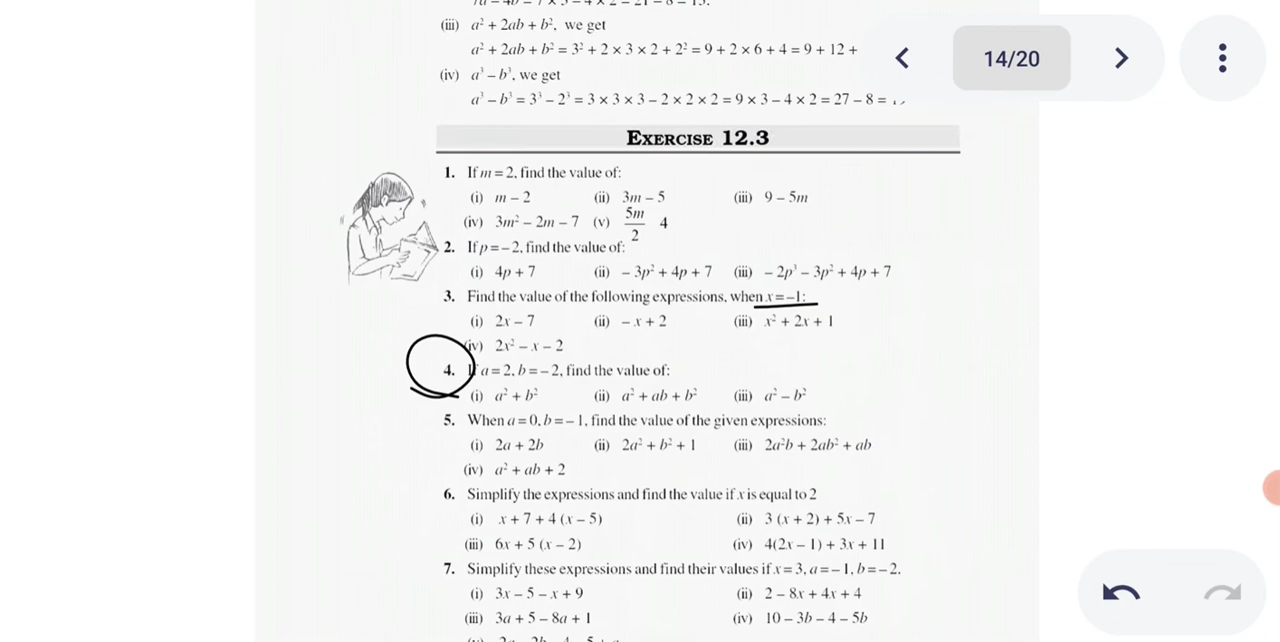 (iii) a² + 2ab + b², we get
a² + 2ab + b² = 3² + 2 × 3 × 2 + 2² = 9 + 2 × 6 + 4 = 9 + 12 +
(iv) a³ – b³, we get
a³ – b³ = 3³ – 2³ = 3 × 3 × 3 – 2 × 2 × 2 = 9 × 3 – 4 × 2 = 27 – 8 =
14/20
EXERCISE 12.3
1. If m = 2, find the value of:
(i) m – 2 (ii) 3m – 5 (iii) 9 – 5m
(iv) 3m² – 2m – 7 (v) 5m/2 4
2. If p = – 2, find the value of:
(i) 4p + 7 (ii) – 3p² + 4p + 7 (iii) – 2p³ – 3p² + 4p + 7
3. Find the value of the following expressions, when x = –1:
(i) 2x – 7 (ii) – x + 2 (iii) x² + 2x + 1
(iv) 2x² – x – 2
4. If a = 2, b = – 2, find the value of:
(i) a² + b² (ii) a² + ab + b² (iii) a² – b²
5. When a = 0, b = – 1, find the value of the given expressions:
(i) 2a + 2b (ii) 2a² + b² + 1 (iii) 2a²b + 2ab² + ab
(iv) a² + ab + 2
6. Simplify the expressions and find the value if x is equal to 2
(i) x + 7 + 4 (x – 5) (ii) 3 (x + 2) + 5x – 7
(iii) 6x + 5 (x – 2) (iv) 4(2x – 1) + 3x + 11
7. Simplify these expressions and find their values if x = 3, a = – 1, b = – 2.
(i) 3x – 5 – x + 9 (ii) 2 – 8x + 4x + 4
(iii) 3a + 5 – 8a + 1 (iv) 10 – 3b – 4 – 5b